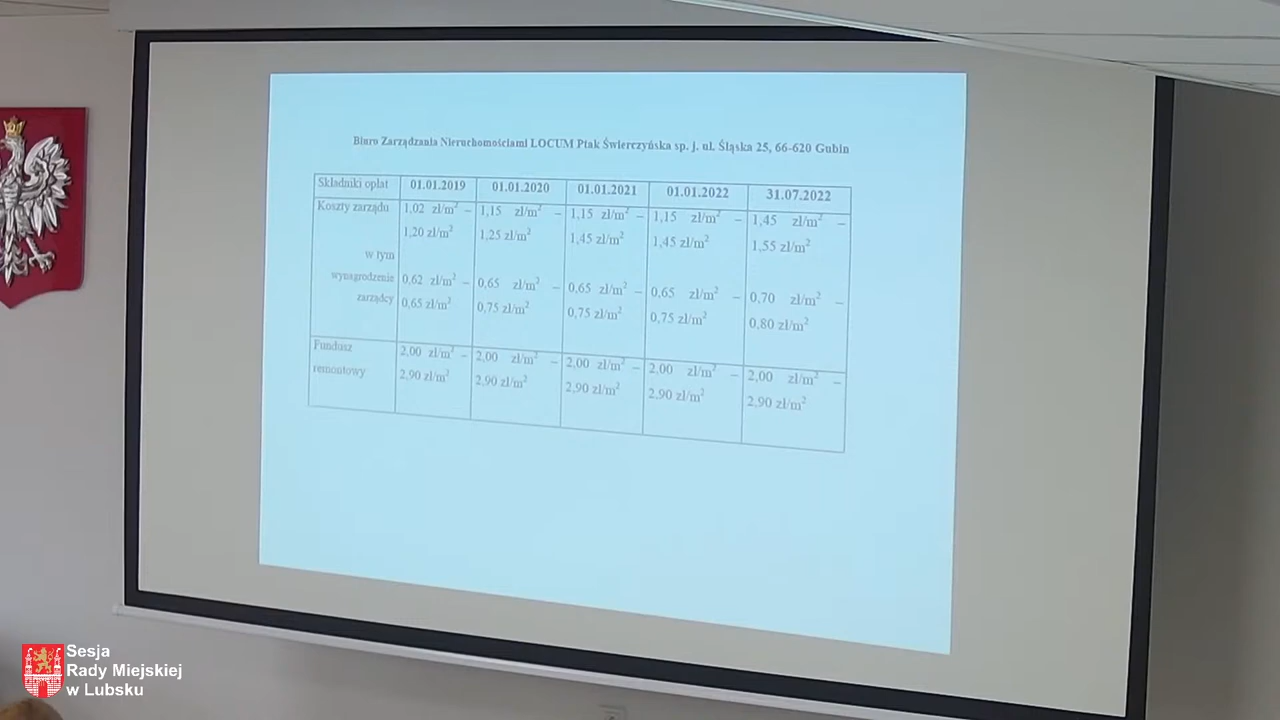 Biuro Zarządzania Nieruchomościami LOCUM Ptak Świerczyńska sp. j. ul. Śląska 25, 66-620 Gubin
Składniki opłat 01.01.2019 01.01.2020 01.01.2021 01.01.2022 31.07.2022
Koszty zarządu 1,02 zł/m² – 1,15 zł/m² – 1,15 zł/m² – 1,15 zł/m² – 1,45 zł/m² –
1,20 zł/m² 1,25 zł/m² 1,45 zł/m² 1,45 zł/m² 1,55 zł/m²
w tym
wynagrodzenie 0,62 zł/m² – 0,65 zł/m² – 0,65 zł/m² – 0,65 zł/m² – 0,70 zł/m² –
zarządcy 0,65 zł/m² 0,75 zł/m² 0,75 zł/m² 0,75 zł/m² 0,80 zł/m²
Fundusz 2,00 zł/m² – 2,00 zł/m² – 2,00 zł/m² – 2,00 zł/m² – 2,00 zł/m² –
remontowy 2,90 zł/m² 2,90 zł/m² 2,90 zł/m² 2,90 zł/m² 2,90 zł/m²
Sesja
Rady Miejskiej
w Lubsku